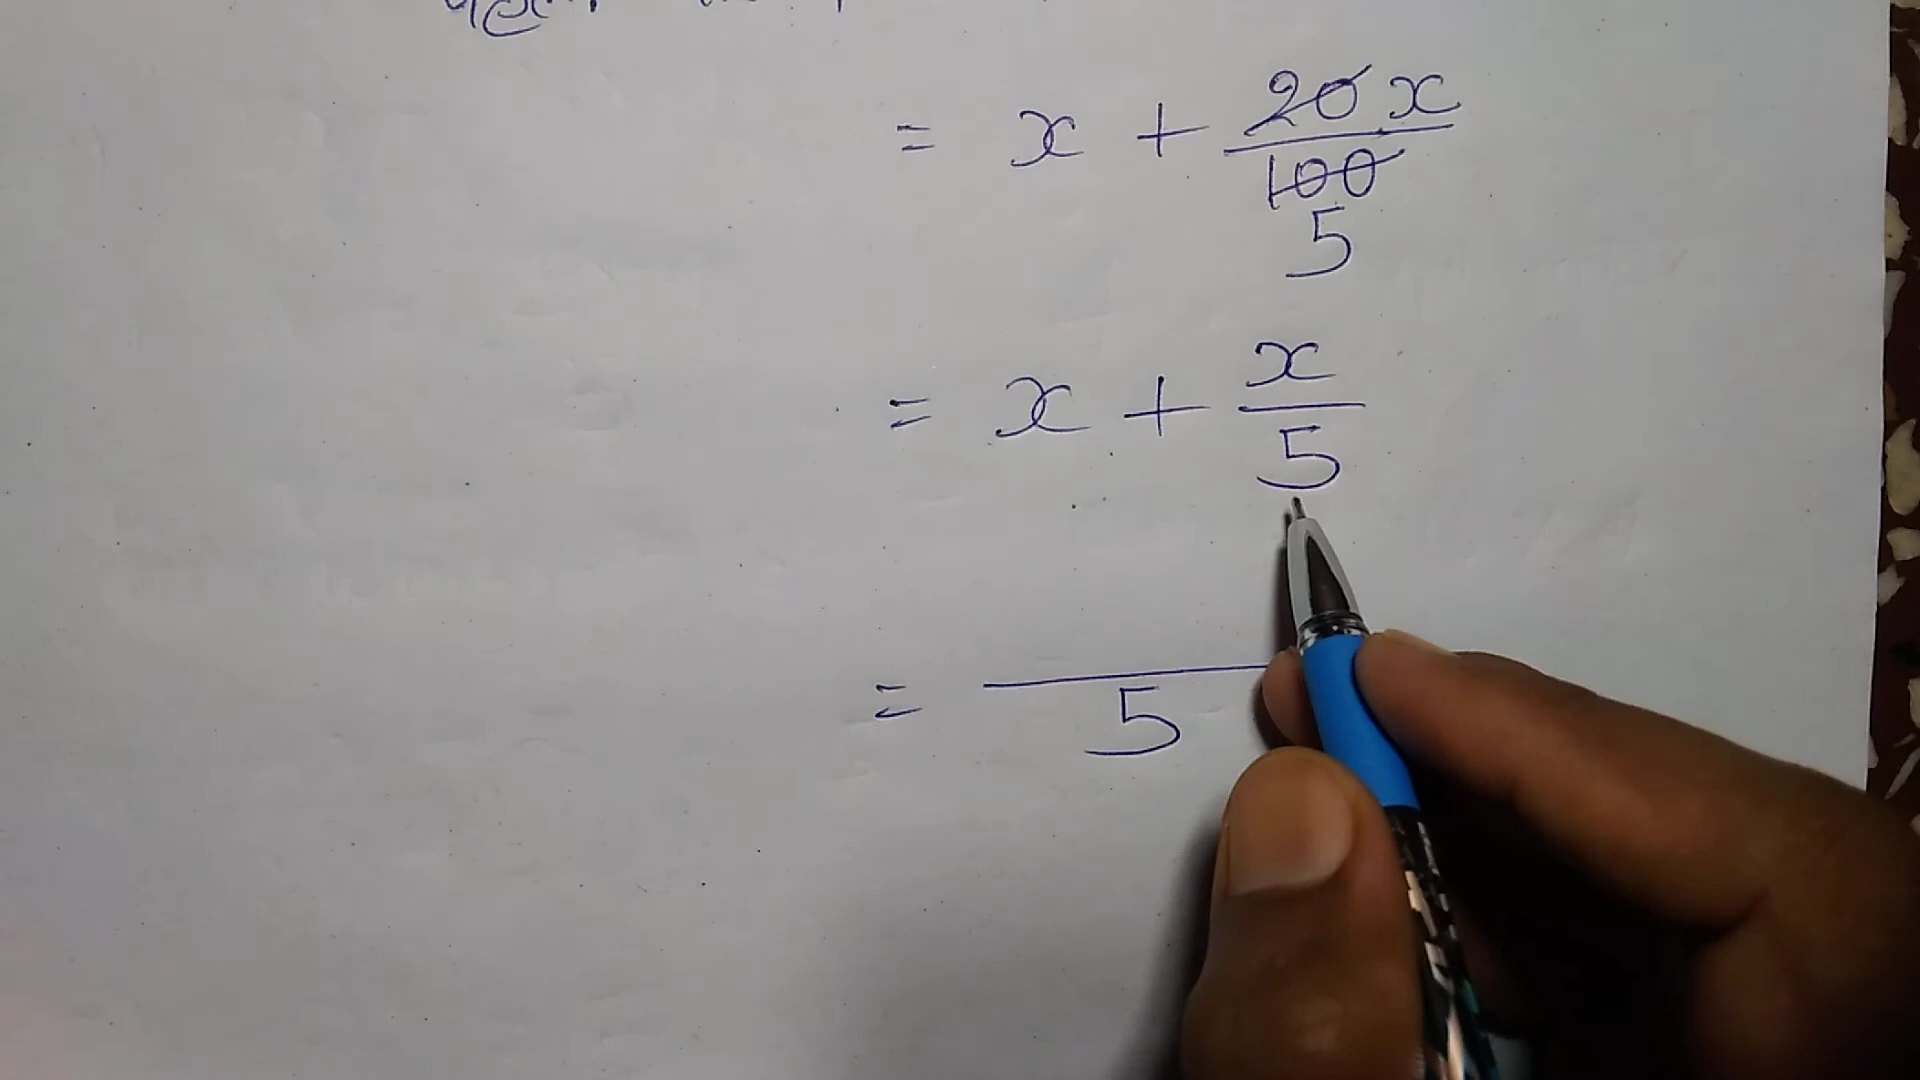 = x + 20x/100
5
= x + x/5
= /5